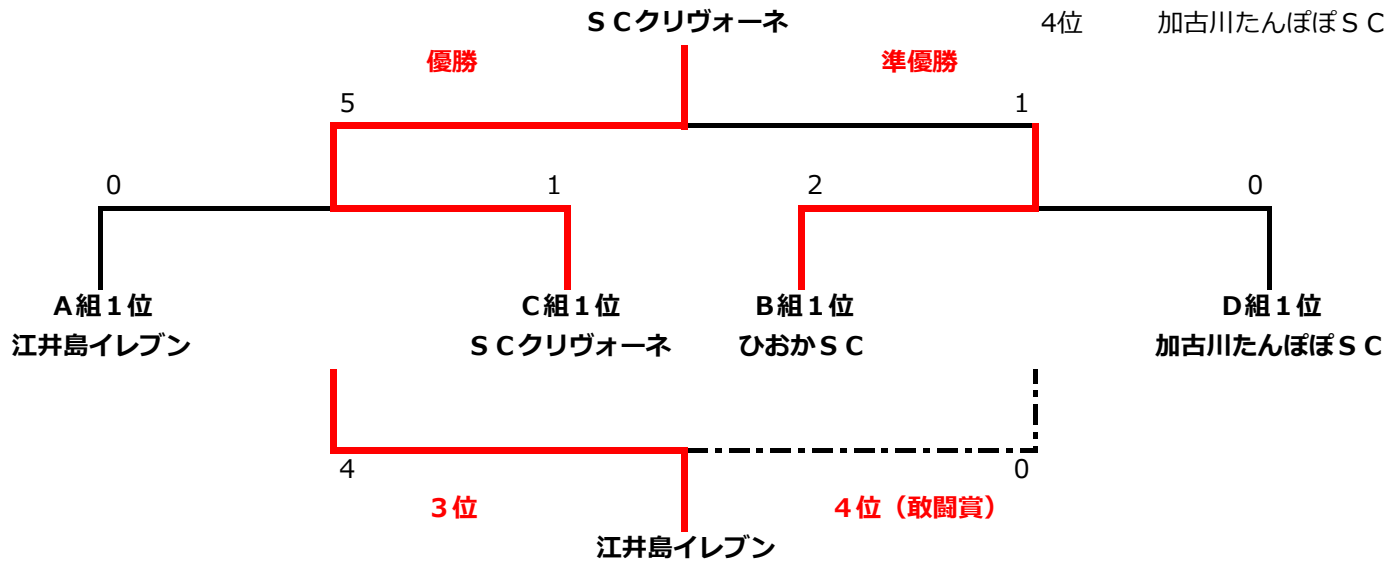 ＳＣクリヴォーネ
4位 加古川たんぽぽＳＣ
優勝 準優勝
5 1
0 1 2 0
Ａ組１位 Ｃ組１位 Ｂ組１位 Ｄ組１位
江井島イレブン ＳＣクリヴォーネ ひおかＳＣ 加古川たんぽぽＳＣ
4 0
３位 ４位（敢闘賞）
江井島イレブン